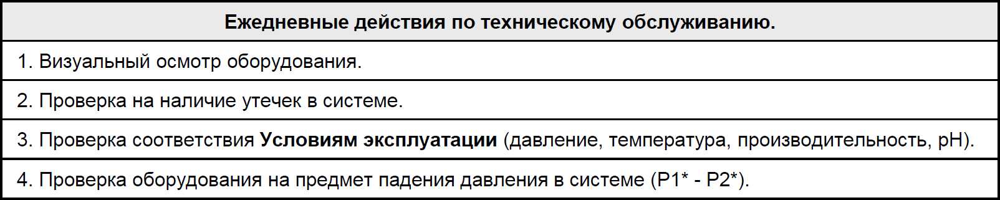 Ежедневные действия по техническому обслуживанию.
1. Визуальный осмотр оборудования.
2. Проверка на наличие утечек в системе.
3. Проверка соответствия Условиям эксплуатации (давление, температура, производительность, pH).
4. Проверка оборудования на предмет падения давления в системе (P1* - P2*).